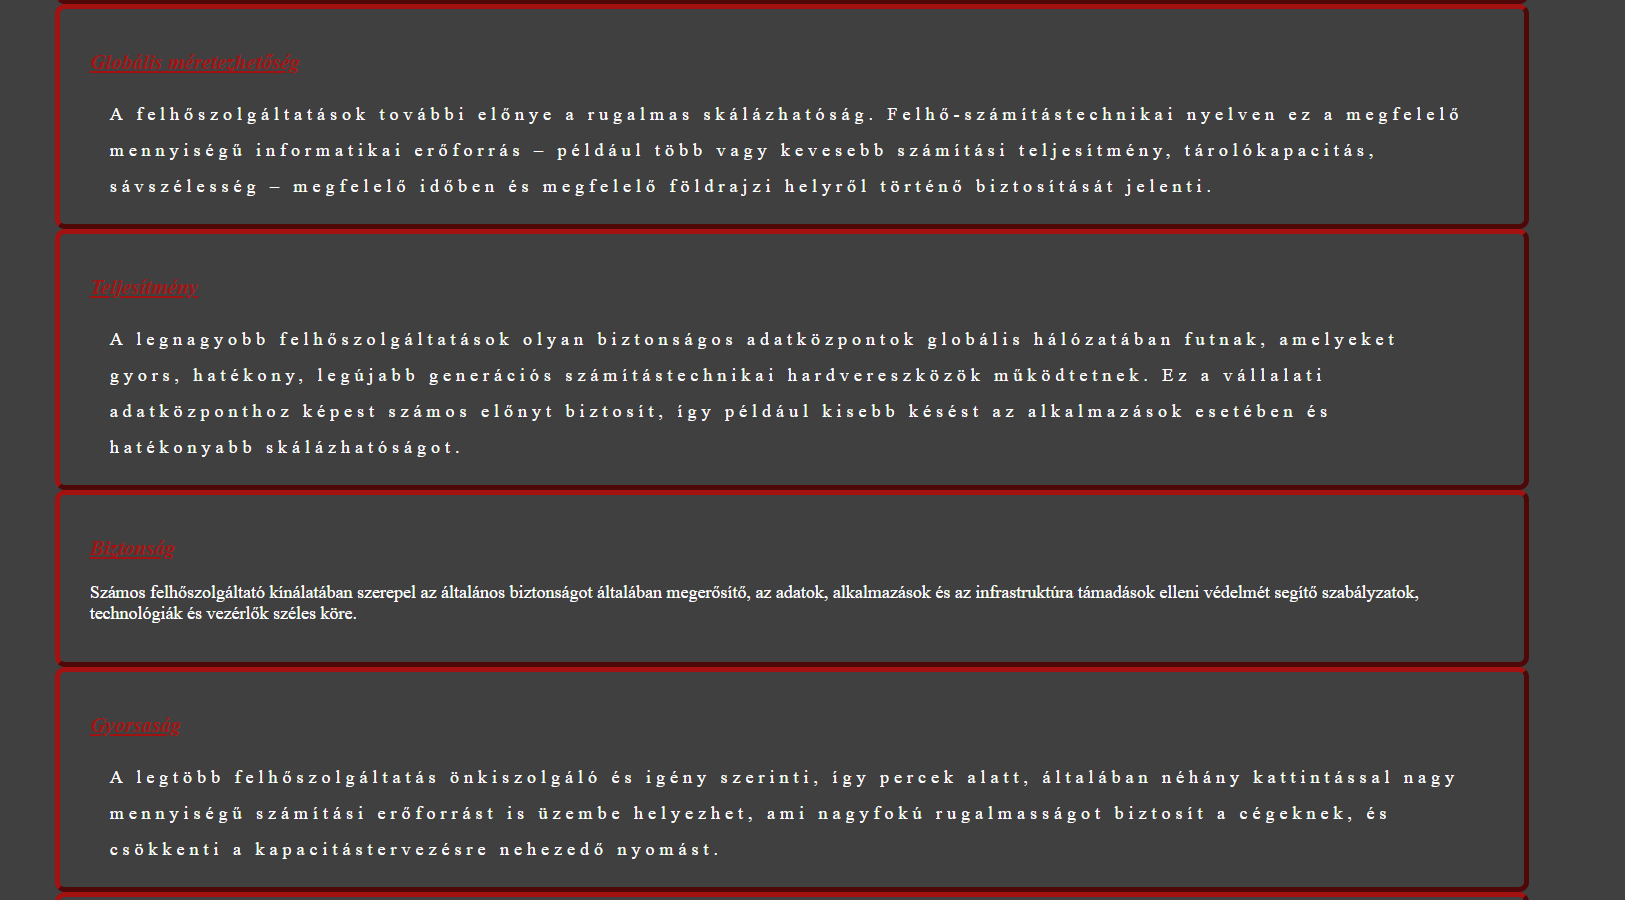 Globális méretezhetőség
A felhőszolgáltatások további előnye a rugalmas skálázhatóság. Felhő-számítástechnikai nyelven ez a megfelelő
mennyiségű informatikai erőforrás – például több vagy kevesebb számítási teljesítmény, tárolókapacitás,
sávszélesség – megfelelő időben és megfelelő földrajzi helyről történő biztosítását jelenti.
Teljesítmény
A legnagyobb felhőszolgáltatások olyan biztonságos adatközpontok globális hálózatában futnak, amelyeket
gyors, hatékony, legújabb generációs számítástechnikai hardvereszközök működtetnek. Ez a vállalati
adatközponthoz képest számos előnyt biztosít, így például kisebb késést az alkalmazások esetében és
hatékonyabb skálázhatóságot.
Biztonság
Számos felhőszolgáltató kínálatában szerepel az általános biztonságot általában megerősítő, az adatok, alkalmazások és az infrastruktúra támadások elleni védelmét segítő szabályzatok,
technológiák és vezérlők széles köre.
Gyorsaság
A legtöbb felhőszolgáltatás önkiszolgáló és igény szerinti, így percek alatt, általában néhány kattintással nagy
mennyiségű számítási erőforrást is üzembe helyezhet, ami nagyfokú rugalmasságot biztosít a cégeknek, és
csökkenti a kapacitástervezésre nehezedő nyomást.